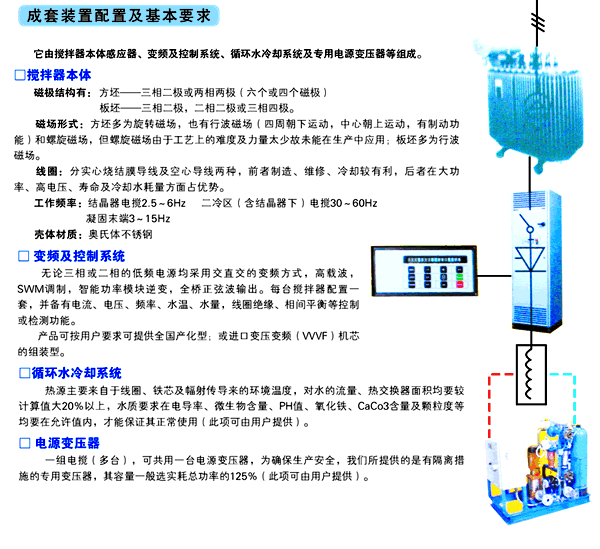 成套装置配置及基本要求
它由搅拌器本体感应器、变频及控制系统、循环水冷却系统及专用电源变压器等组成。
□搅拌器本体
磁极结构有：方坯——三相二极或两相两极（六个或四个磁极）
板坯——三相二极，二相二极或三相四极。
磁场形式：方坯多为旋转磁场，也有行波磁场（四周朝下运动，中心朝上运动，有制动功
能）和螺旋磁场，但螺旋磁场由于工艺上的难度及力量太少故未能在生产中应用；板坯多为行波
磁场。
线圈：分实心烧结膜导线及空心导线两种，前者制造、维修、冷却较有利，后者在大功
率、高电压、寿命及冷却水耗量方面占优势。
工作频率：结晶器电搅2.5～6Hz 二冷区（含结晶器下）电搅30～60Hz
凝固末端3～15Hz
壳体材质：奥氏体不锈钢
□ 变频及控制系统
无论三相或二相的低频电源均采用交直交的变频方式，高载波，
SWM调制，智能功率模块逆变，全桥正弦波输出。每台搅拌器配置一
套，并备有电流、电压、频率、水温、水量，线圈绝缘、相间平衡等控制
或检测功能。
产品可按用户要求可提供全国产化型；或进口变压变频（VVVF）机芯
的组装型。
□循环水冷却系统
热源主要来自于线圈、铁芯及辐射传导来的环境温度，对水的流量、热交换器面积均要较
计算值大20％以上，水质要求在电导率、微生物含量、PH值、氧化铁、CaCo3含量及颗粒度等
均要在允许值内，才能保证其正常使用（此项可由用户提供）。
□ 电源变压器
一组电搅（多台），可共用一台电源变压器，为确保生产安全，我们所提供的是有隔离措
施的专用变压器，其容量一般选实耗总功率的125％（此项可由用户提供）。